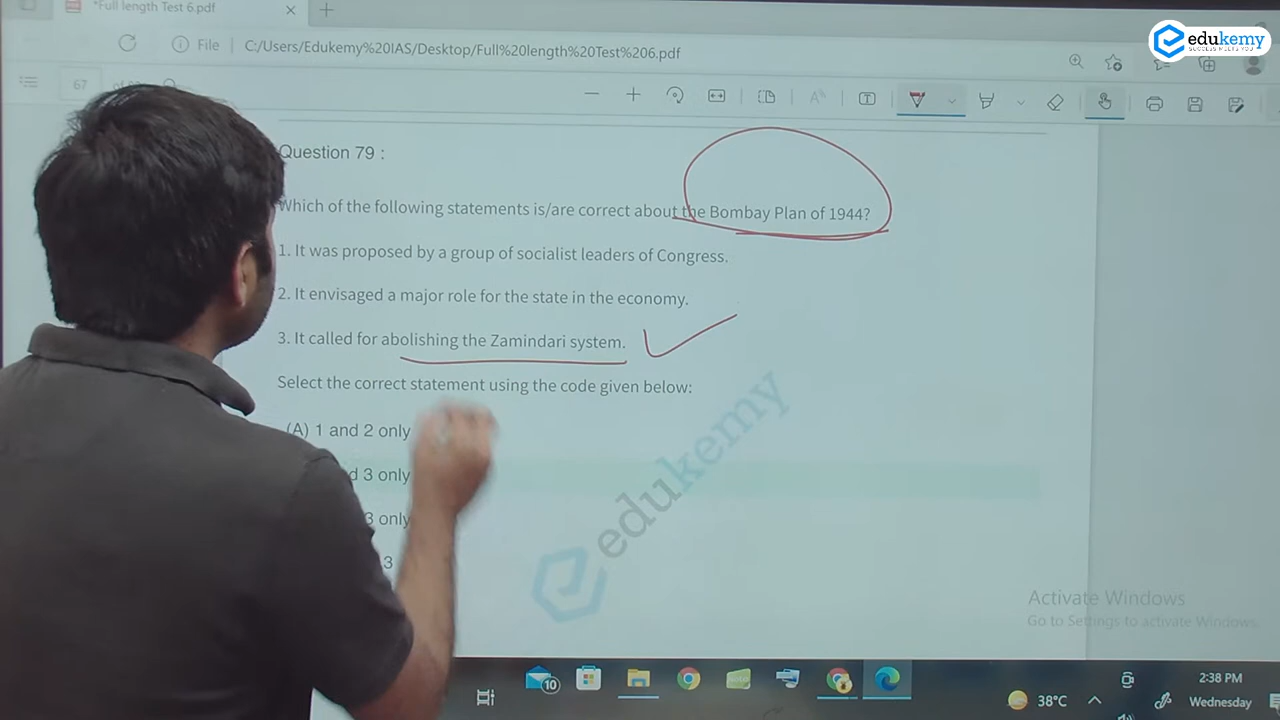 *Full length Test 6.pdf
File C:/Users/Edukemy%20IAS/Desktop/Full%20length%20Test%206.pdf
edukemy
67
Question 79 :
Which of the following statements is/are correct about the Bombay Plan of 1944?
1. It was proposed by a group of socialist leaders of Congress.
2. It envisaged a major role for the state in the economy.
3. It called for abolishing the Zamindari system.
Select the correct statement using the code given below:
(A) 1 and 2 only
3 only
3 only
3
edukemy
Activate Windows
Go to Settings to activate Windows.
10
38°C
2:38 PM
Wednesday